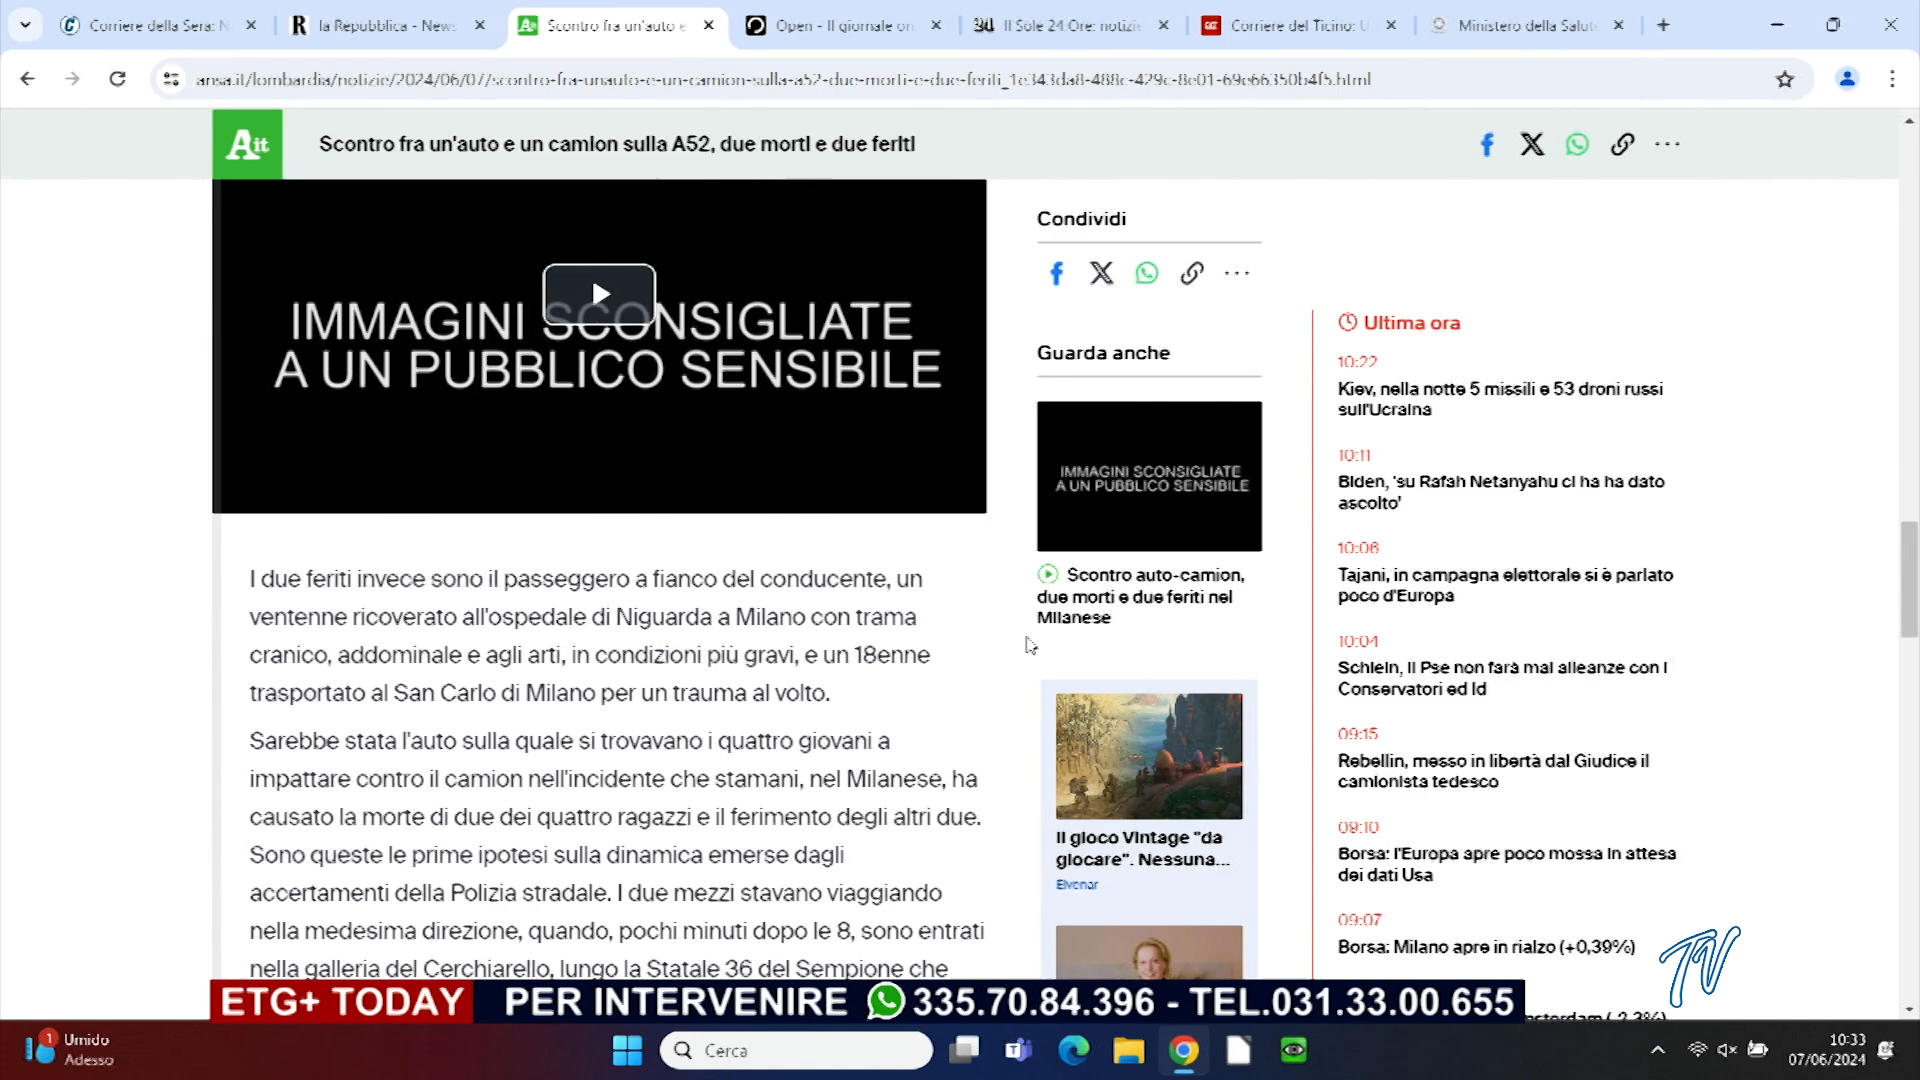 Corriere della Sera: N
la Repubblica - News
Scontro fra un'auto e
Open - Il giornale on
Il Sole 24 Ore: notizie
Corriere del Ticino: U
Ministero della Salut
ansa.it/lombardia/notizie/2024/06/07/scontro-fra-unauto-e-un-camion-sulla-a52-due-morti-e-due-feriti_1e343da8-488c-429c-8e01-69e66350b4f5.html
Ait
Scontro fra un'auto e un camion sulla A52, due morti e due feriti
IMMAGINI SCONSIGLIATE
A UN PUBBLICO SENSIBILE
I due feriti invece sono il passeggero a fianco del conducente, un
ventenne ricoverato all'ospedale di Niguarda a Milano con trama
cranico, addominale e agli arti, in condizioni più gravi, e un 18enne
trasportato al San Carlo di Milano per un trauma al volto.
Sarebbe stata l'auto sulla quale si trovavano i quattro giovani a
impattare contro il camion nell'incidente che stamani, nel Milanese, ha
causato la morte di due dei quattro ragazzi e il ferimento degli altri due.
Sono queste le prime ipotesi sulla dinamica emerse dagli
accertamenti della Polizia stradale. I due mezzi stavano viaggiando
nella medesima direzione, quando, pochi minuti dopo le 8, sono entrati
nella galleria del Cerchiarello, lungo la Statale 36 del Sempione che
Condividi
Guarda anche
IMMAGINI SCONSIGLIATE
A UN PUBBLICO SENSIBILE
Scontro auto-camion,
due morti e due feriti nel
Milanese
Il gioco Vintage "da
giocare". Nessuna...
Elvenar
Ultima ora
10:22
Kiev, nella notte 5 missili e 53 droni russi
sull'Ucraina
10:11
Biden, 'su Rafah Netanyahu ci ha ha dato
ascolto'
10:06
Tajani, in campagna elettorale si è parlato
poco d'Europa
10:04
Schlein, il Pse non farà mai alleanze con i
Conservatori ed Id
09:15
Rebellin, messo in libertà dal Giudice il
camionista tedesco
09:10
Borsa: l'Europa apre poco mossa in attesa
dei dati Usa
09:07
Borsa: Milano apre in rialzo (+0,39%)
TV
ETG+ TODAY PER INTERVENIRE 335.70.84.396 - TEL.031.33.00.655
1
Umido
Adesso
Cerca
10:33
07/06/2024